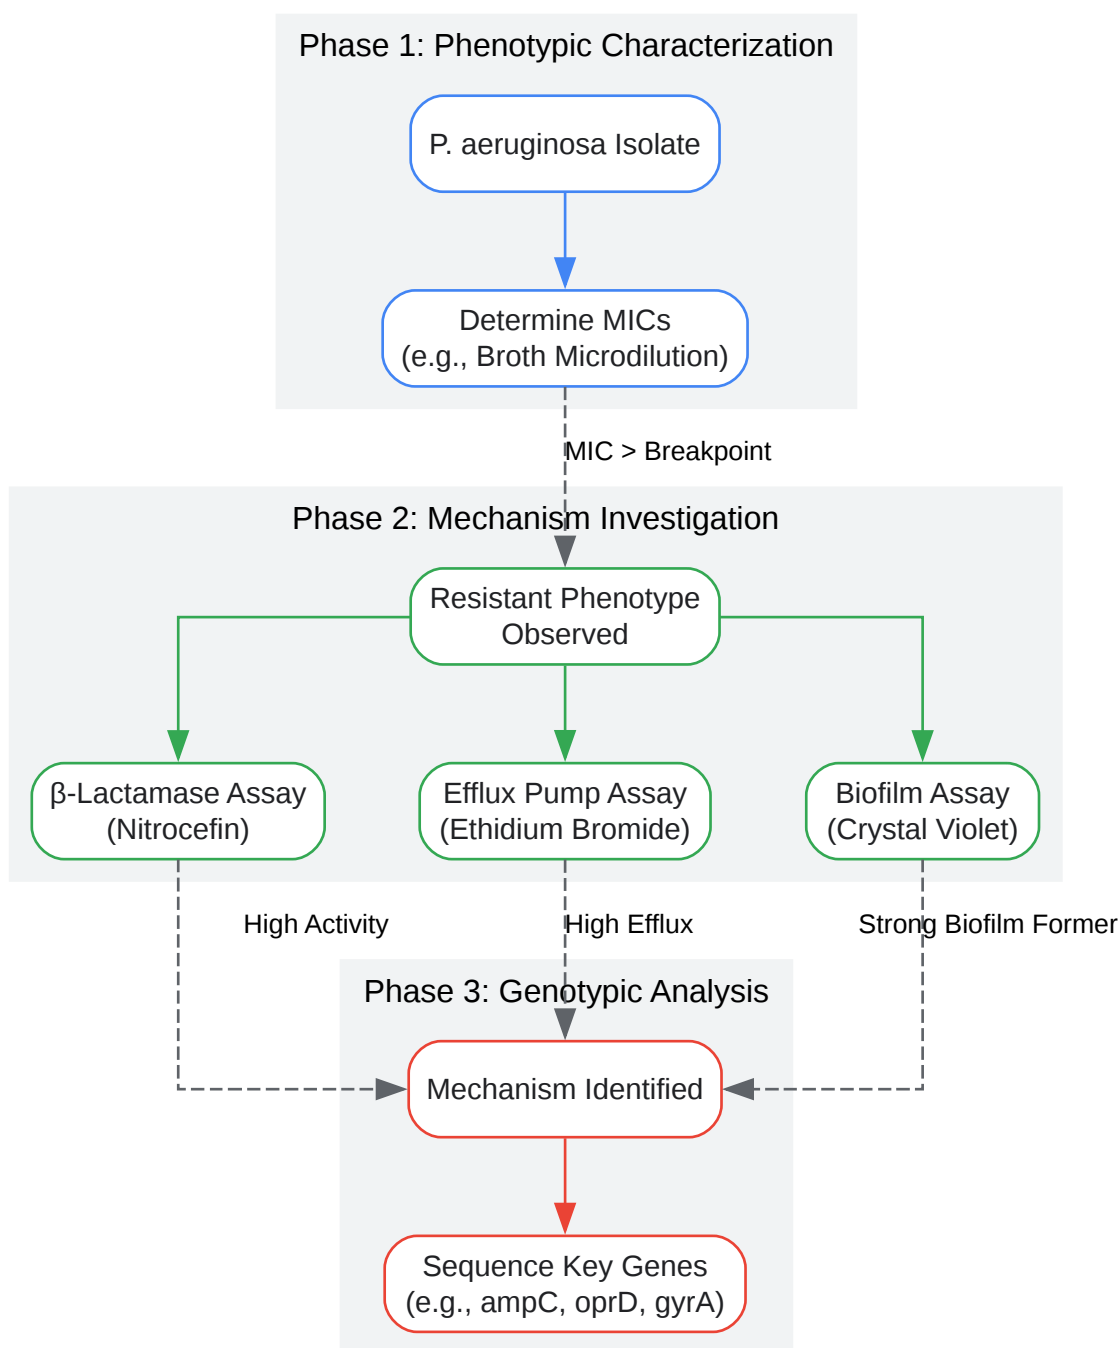 Phase 1: Phenotypic Characterization
P. aeruginosa Isolate
Determine MICs
(e.g., Broth Microdilution)
MIC > Breakpoint
Phase 2: Mechanism Investigation
Resistant Phenotype
Observed
β-Lactamase Assay
(Nitrocefin)
Efflux Pump Assay
(Ethidium Bromide)
Biofilm Assay
(Crystal Violet)
High Activity
High Efflux
Strong Biofilm Former
Phase 3: Genotypic Analysis
Mechanism Identified
Sequence Key Genes
(e.g., ampC, oprD, gyrA)